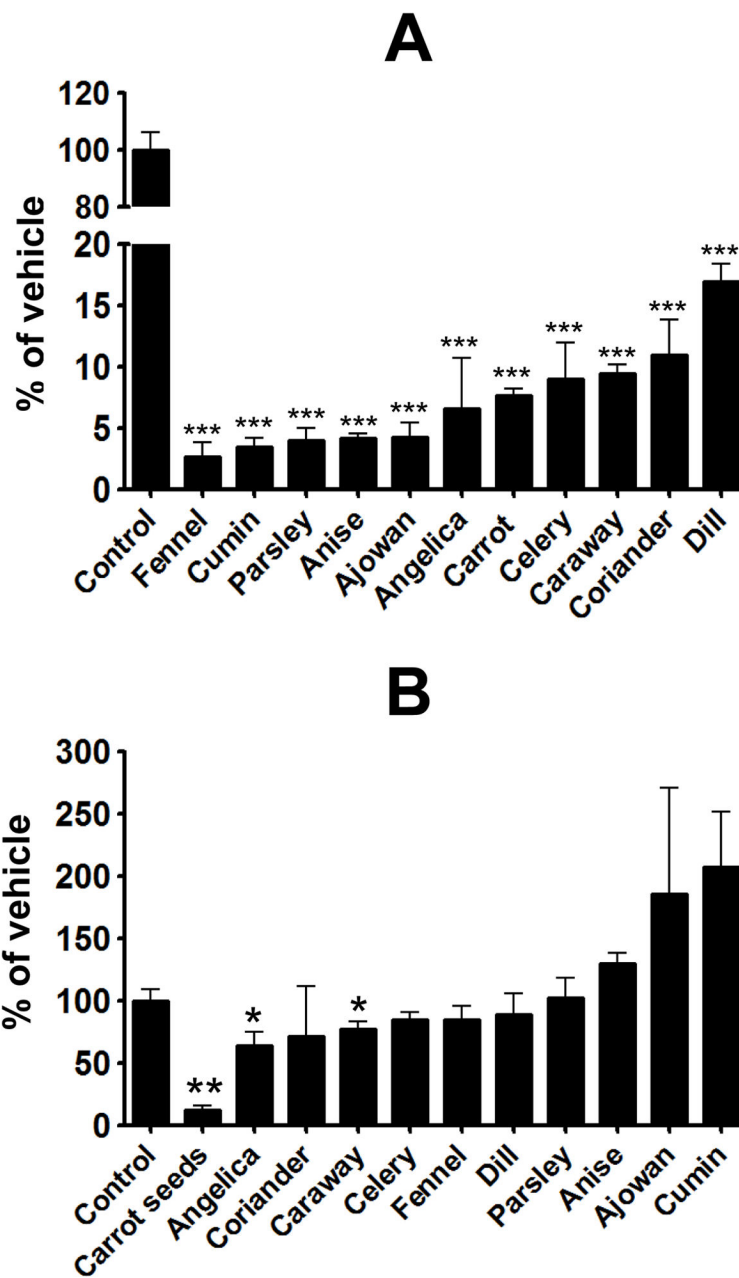 A
% of vehicle
120
100
80
20
15
10
5
0
*** *** *** *** *** *** *** *** *** *** ***
Control Fennel Cumin Parsley Anise Ajowan Angelica Carrot Celery Caraway Coriander Dill
B
% of vehicle
300
250
200
150
100
50
0
** * *
Control Carrot seeds Angelica Coriander Caraway Celery Fennel Dill Parsley Anise Ajowan Cumin